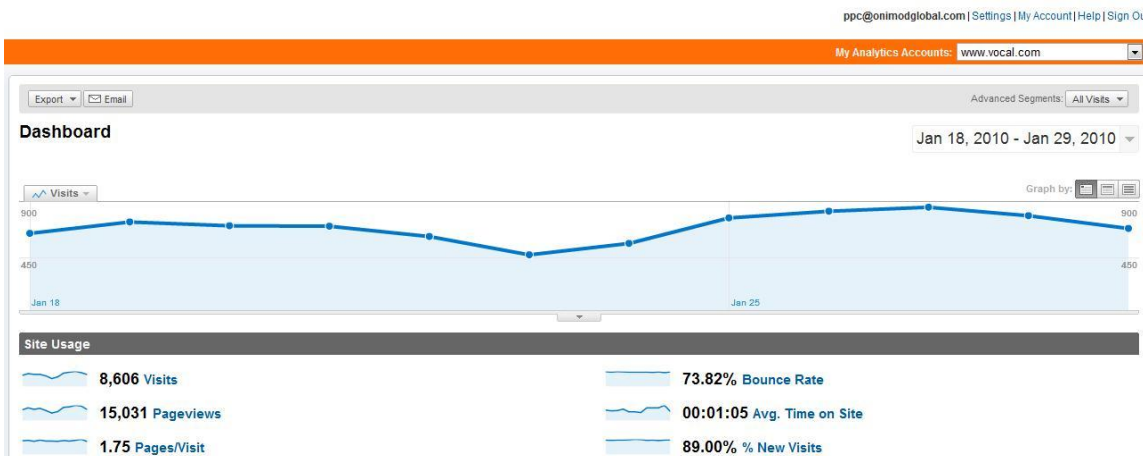 ppc@onimodglobal.com | Settings | My Account | Help | Sign Ou
My Analytics Accounts: www.vocal.com
Export Email Advanced Segments: All Visits
Dashboard
Jan 18, 2010 - Jan 29, 2010
Visits Graph by:
900 900
450 450
Jan 18 Jan 25
Site Usage
8,606 Visits 73.82% Bounce Rate
15,031 Pageviews 00:01:05 Avg. Time on Site
1.75 Pages/Visit 89.00% % New Visits